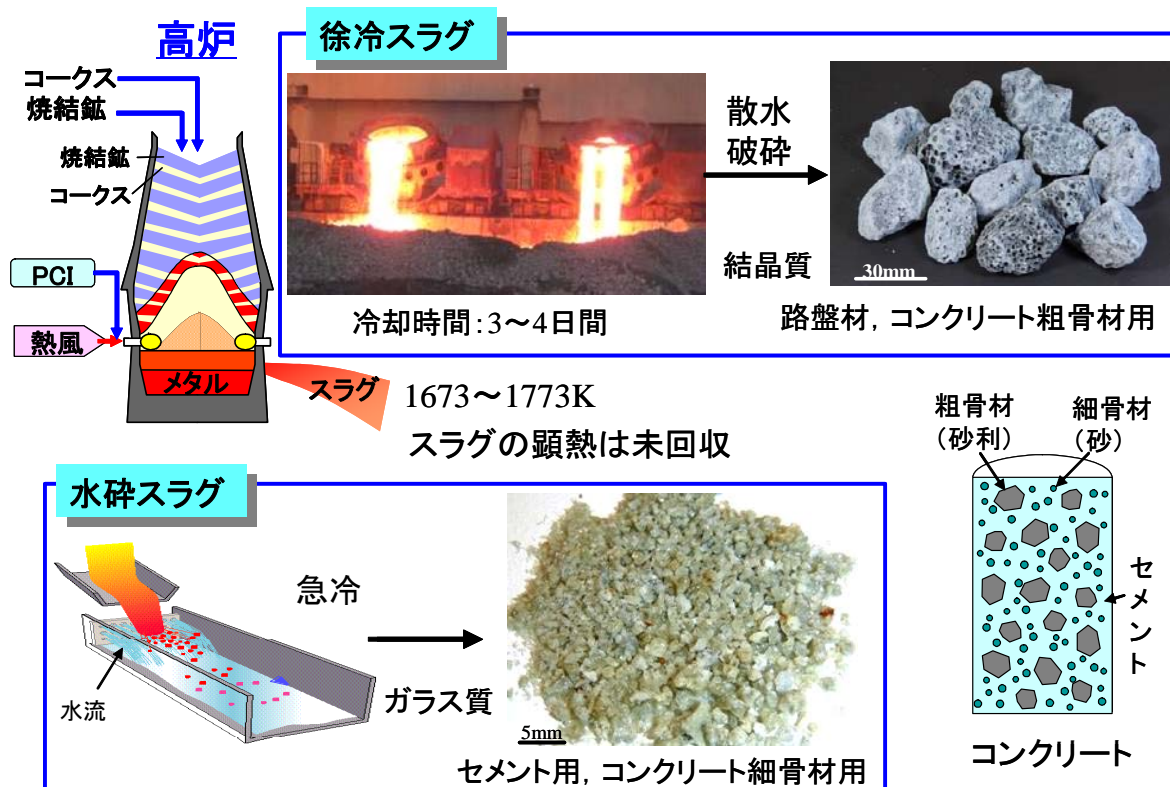 高炉
コークス
焼結鉱
焼結鉱
コークス
PCI
熱風
メタル
スラグ
1673～1773K
スラグの顕熱は未回収
徐冷スラグ
冷却時間：3～4日間
散水
破砕
結晶質
30mm
路盤材，コンクリート粗骨材用
水砕スラグ
水流
急冷
ガラス質
5mm
セメント用，コンクリート細骨材用
粗骨材
（砂利）
細骨材
（砂）
セメント
コンクリート